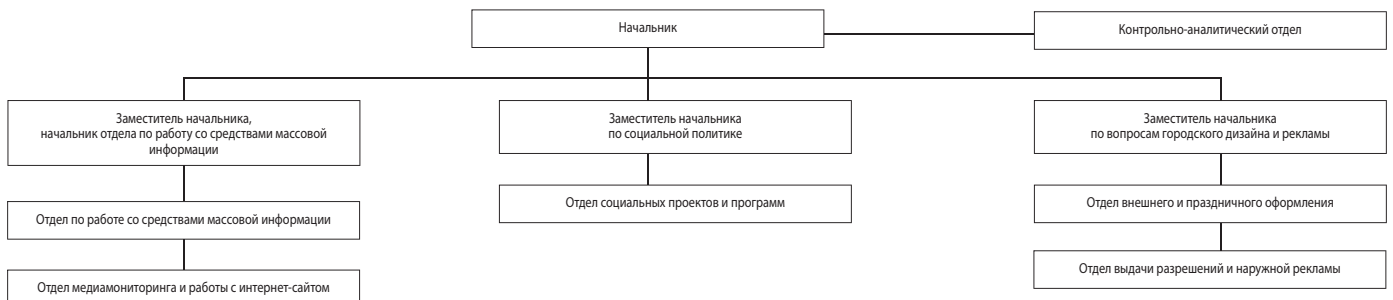 Начальник
Контрольно-аналитический отдел
Заместитель начальника,
начальник отдела по работу со средствами массовой
информации
Заместитель начальника
по социальной политике
Заместитель начальника
по вопросам городского дизайна и рекламы
Отдел по работе со средствами массовой информации
Отдел социальных проектов и программ
Отдел внешнего и праздничного оформления
Отдел медиамониторинга и работы с интернет-сайтом
Отдел выдачи разрешений и наружной рекламы